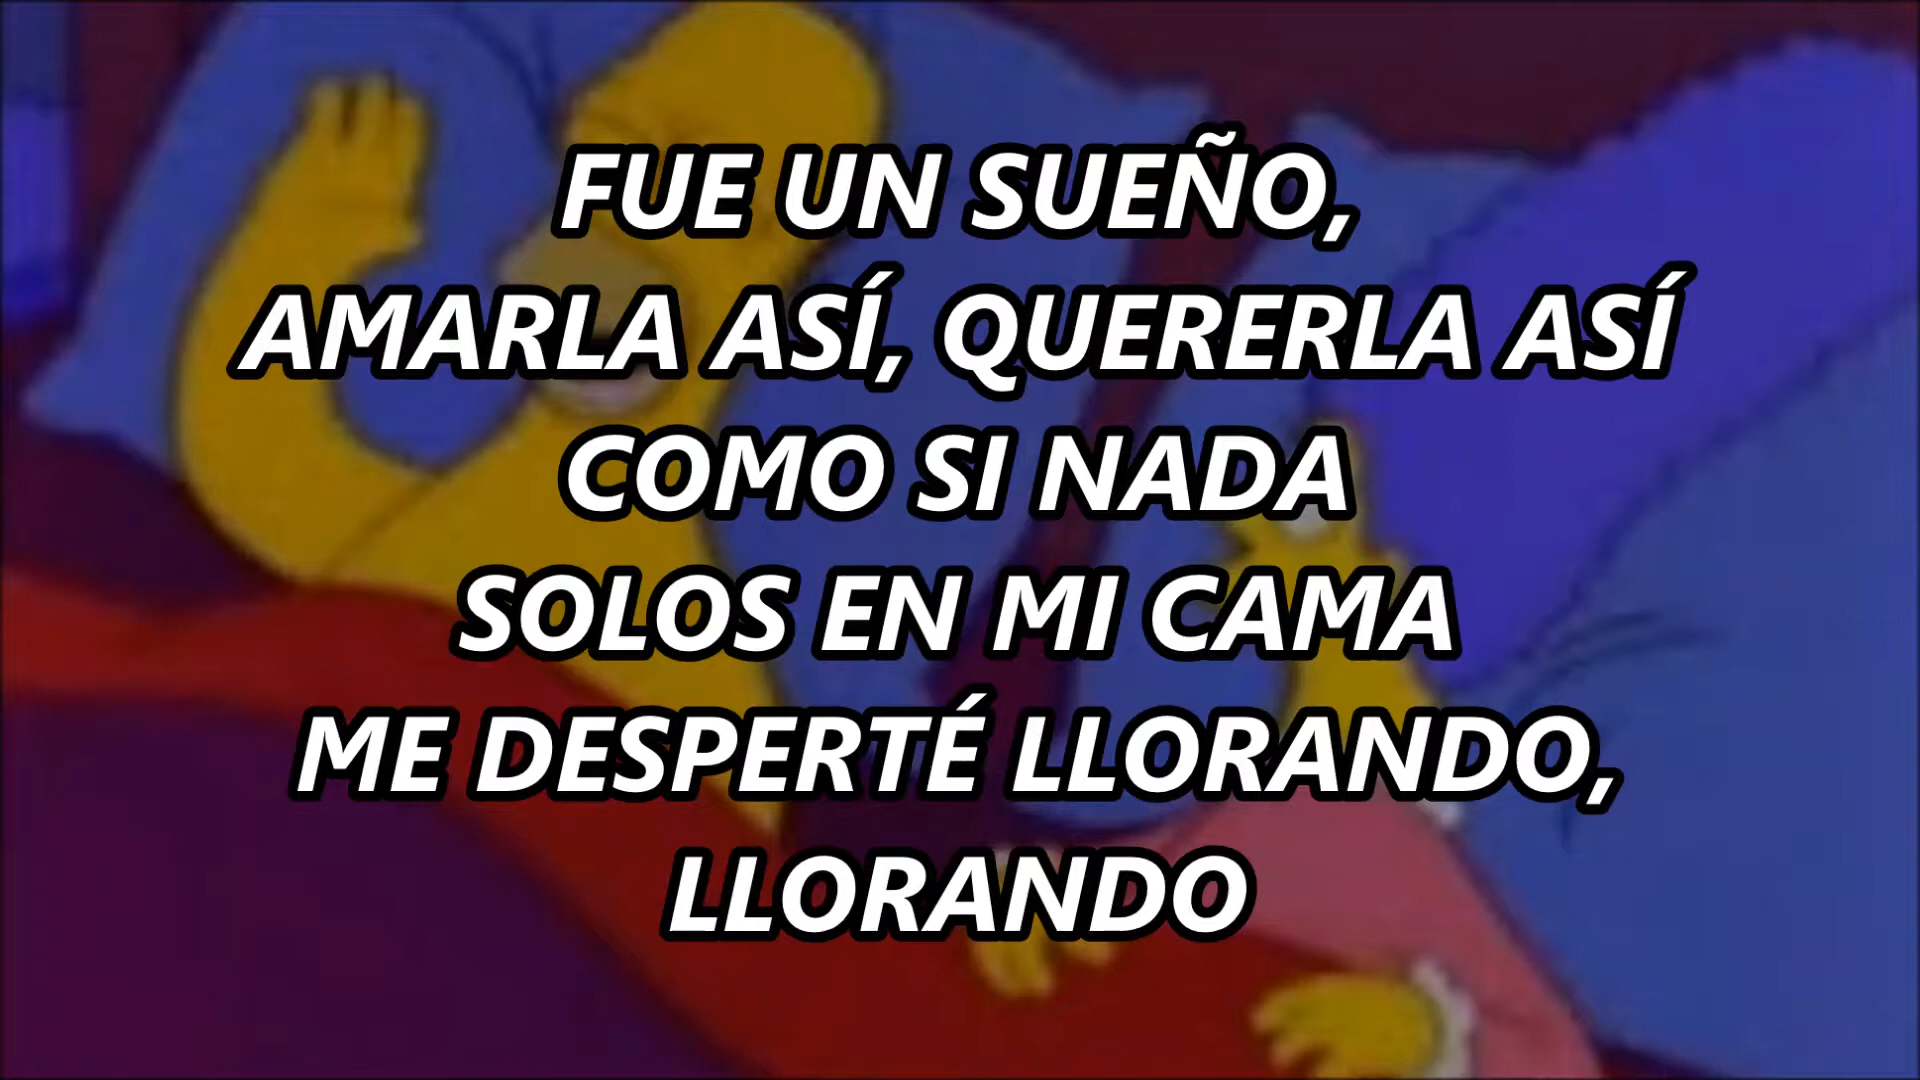 FUE UN SUEÑO,
AMARLA ASÍ, QUERERLA ASÍ
COMO SI NADA
SOLOS EN MI CAMA
ME DESPERTÉ LLORANDO,
LLORANDO